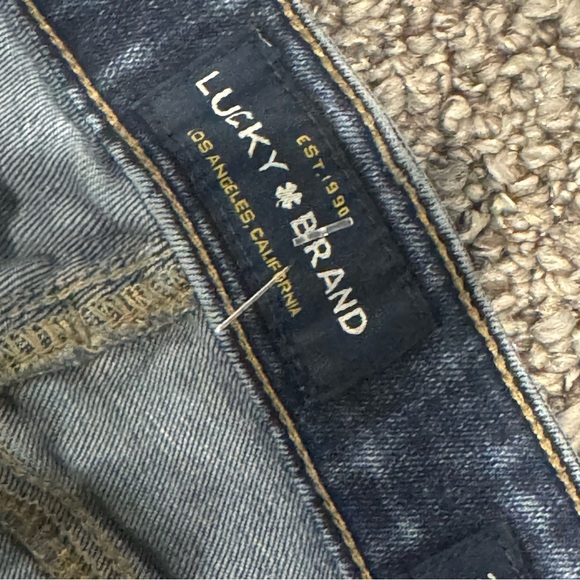 EST. 1990
LUCKY BRAND
LOS ANGELES, CALIFORNIA